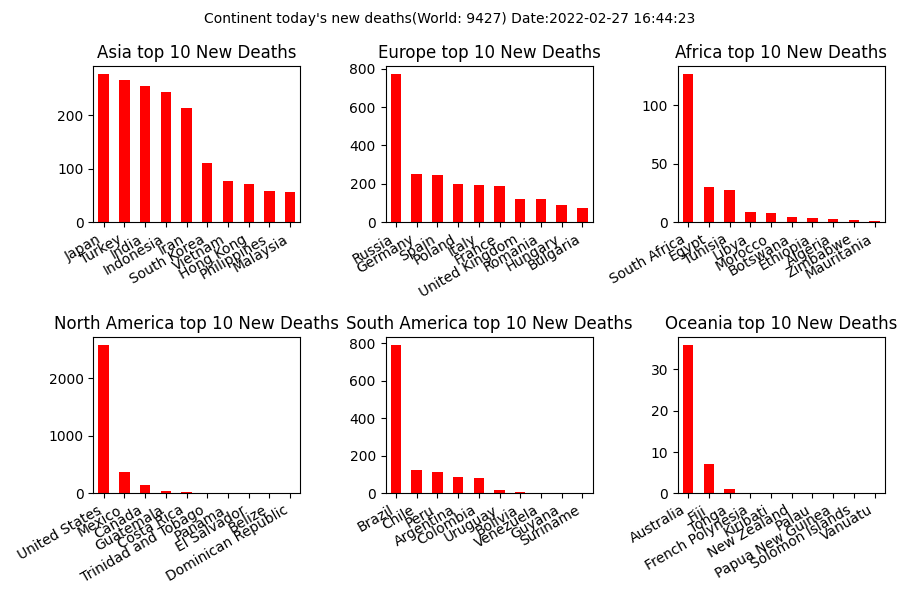 Continent today's new deaths(World: 9427) Date:2022-02-27 16:44:23
Asia top 10 New Deaths
200
100
0
Japan
Turkey
India
Indonesia
Iran
South Korea
Vietnam
Hong Kong
Philippines
Malaysia
Europe top 10 New Deaths
800
600
400
200
0
Russia
Germany
Spain
Poland
Italy
France
United Kingdom
Romania
Hungary
Bulgaria
Africa top 10 New Deaths
100
50
0
South Africa
Egypt
Tunisia
Libya
Morocco
Botswana
Ethiopia
Algeria
Zimbabwe
Mauritania
North America top 10 New Deaths
2000
1000
0
United States
Mexico
Canada
Guatemala
Costa Rica
Trinidad and Tobago
Panama
El Salvador
Belize
Dominican Republic
South America top 10 New Deaths
800
600
400
200
0
Brazil
Chile
Peru
Argentina
Colombia
Uruguay
Bolivia
Venezuela
Guyana
Suriname
Oceania top 10 New Deaths
30
20
10
0
Australia
Fiji
Tonga
French Polynesia
Kiribati
New Zealand
Palau
Papua New Guinea
Solomon Islands
Vanuatu